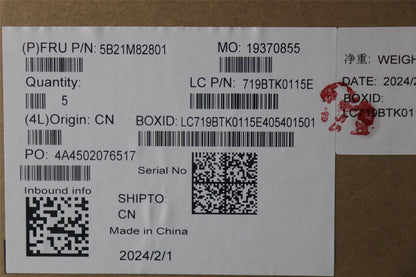 (P)FRU P/N: 5B21M82801
MO: 19370855
Quantity:
5
LC P/N: 719BTK0115E
(4L)Origin: CN
BOXID: LC719BTK0115E405401501
PO: 4A4502076517
Serial No
Inbound info
SHIPTO:
CN
Made in China
2024/2/1
净重: WEIGH
DATE: 2024/2
BOXID:
LC719BTK011